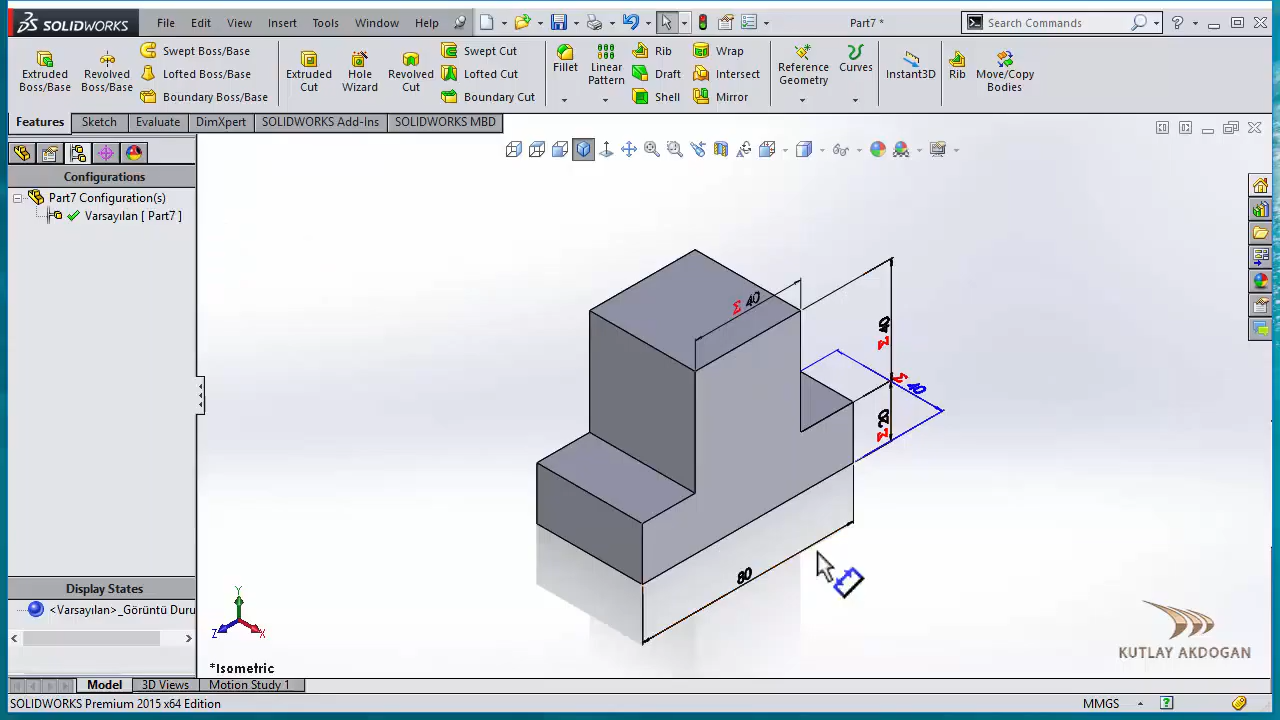 SOLIDWORKS File Edit View Insert Tools Window Help Part7 * Search Commands
Extruded Boss/Base
Revolved Boss/Base
Swept Boss/Base
Lofted Boss/Base
Boundary Boss/Base
Extruded Cut
Hole Wizard
Revolved Cut
Swept Cut
Lofted Cut
Boundary Cut
Fillet
Linear Pattern
Rib
Draft
Shell
Wrap
Intersect
Mirror
Reference Geometry
Curves
Instant3D
Rib
Move/Copy Bodies
Features Sketch Evaluate DimXpert SOLIDWORKS Add-Ins SOLIDWORKS MBD
Configurations
Part7 Configuration(s)
Varsayılan [ Part7 ]
Σ 40
Σ 40
Σ 40
Σ 20
80
Display States
<Varsayılan>_Görüntü Duru
Y
Z X
*Isometric
KUTLAY AKDOGAN
Model 3D Views Motion Study 1
SOLIDWORKS Premium 2015 x64 Edition MMGS